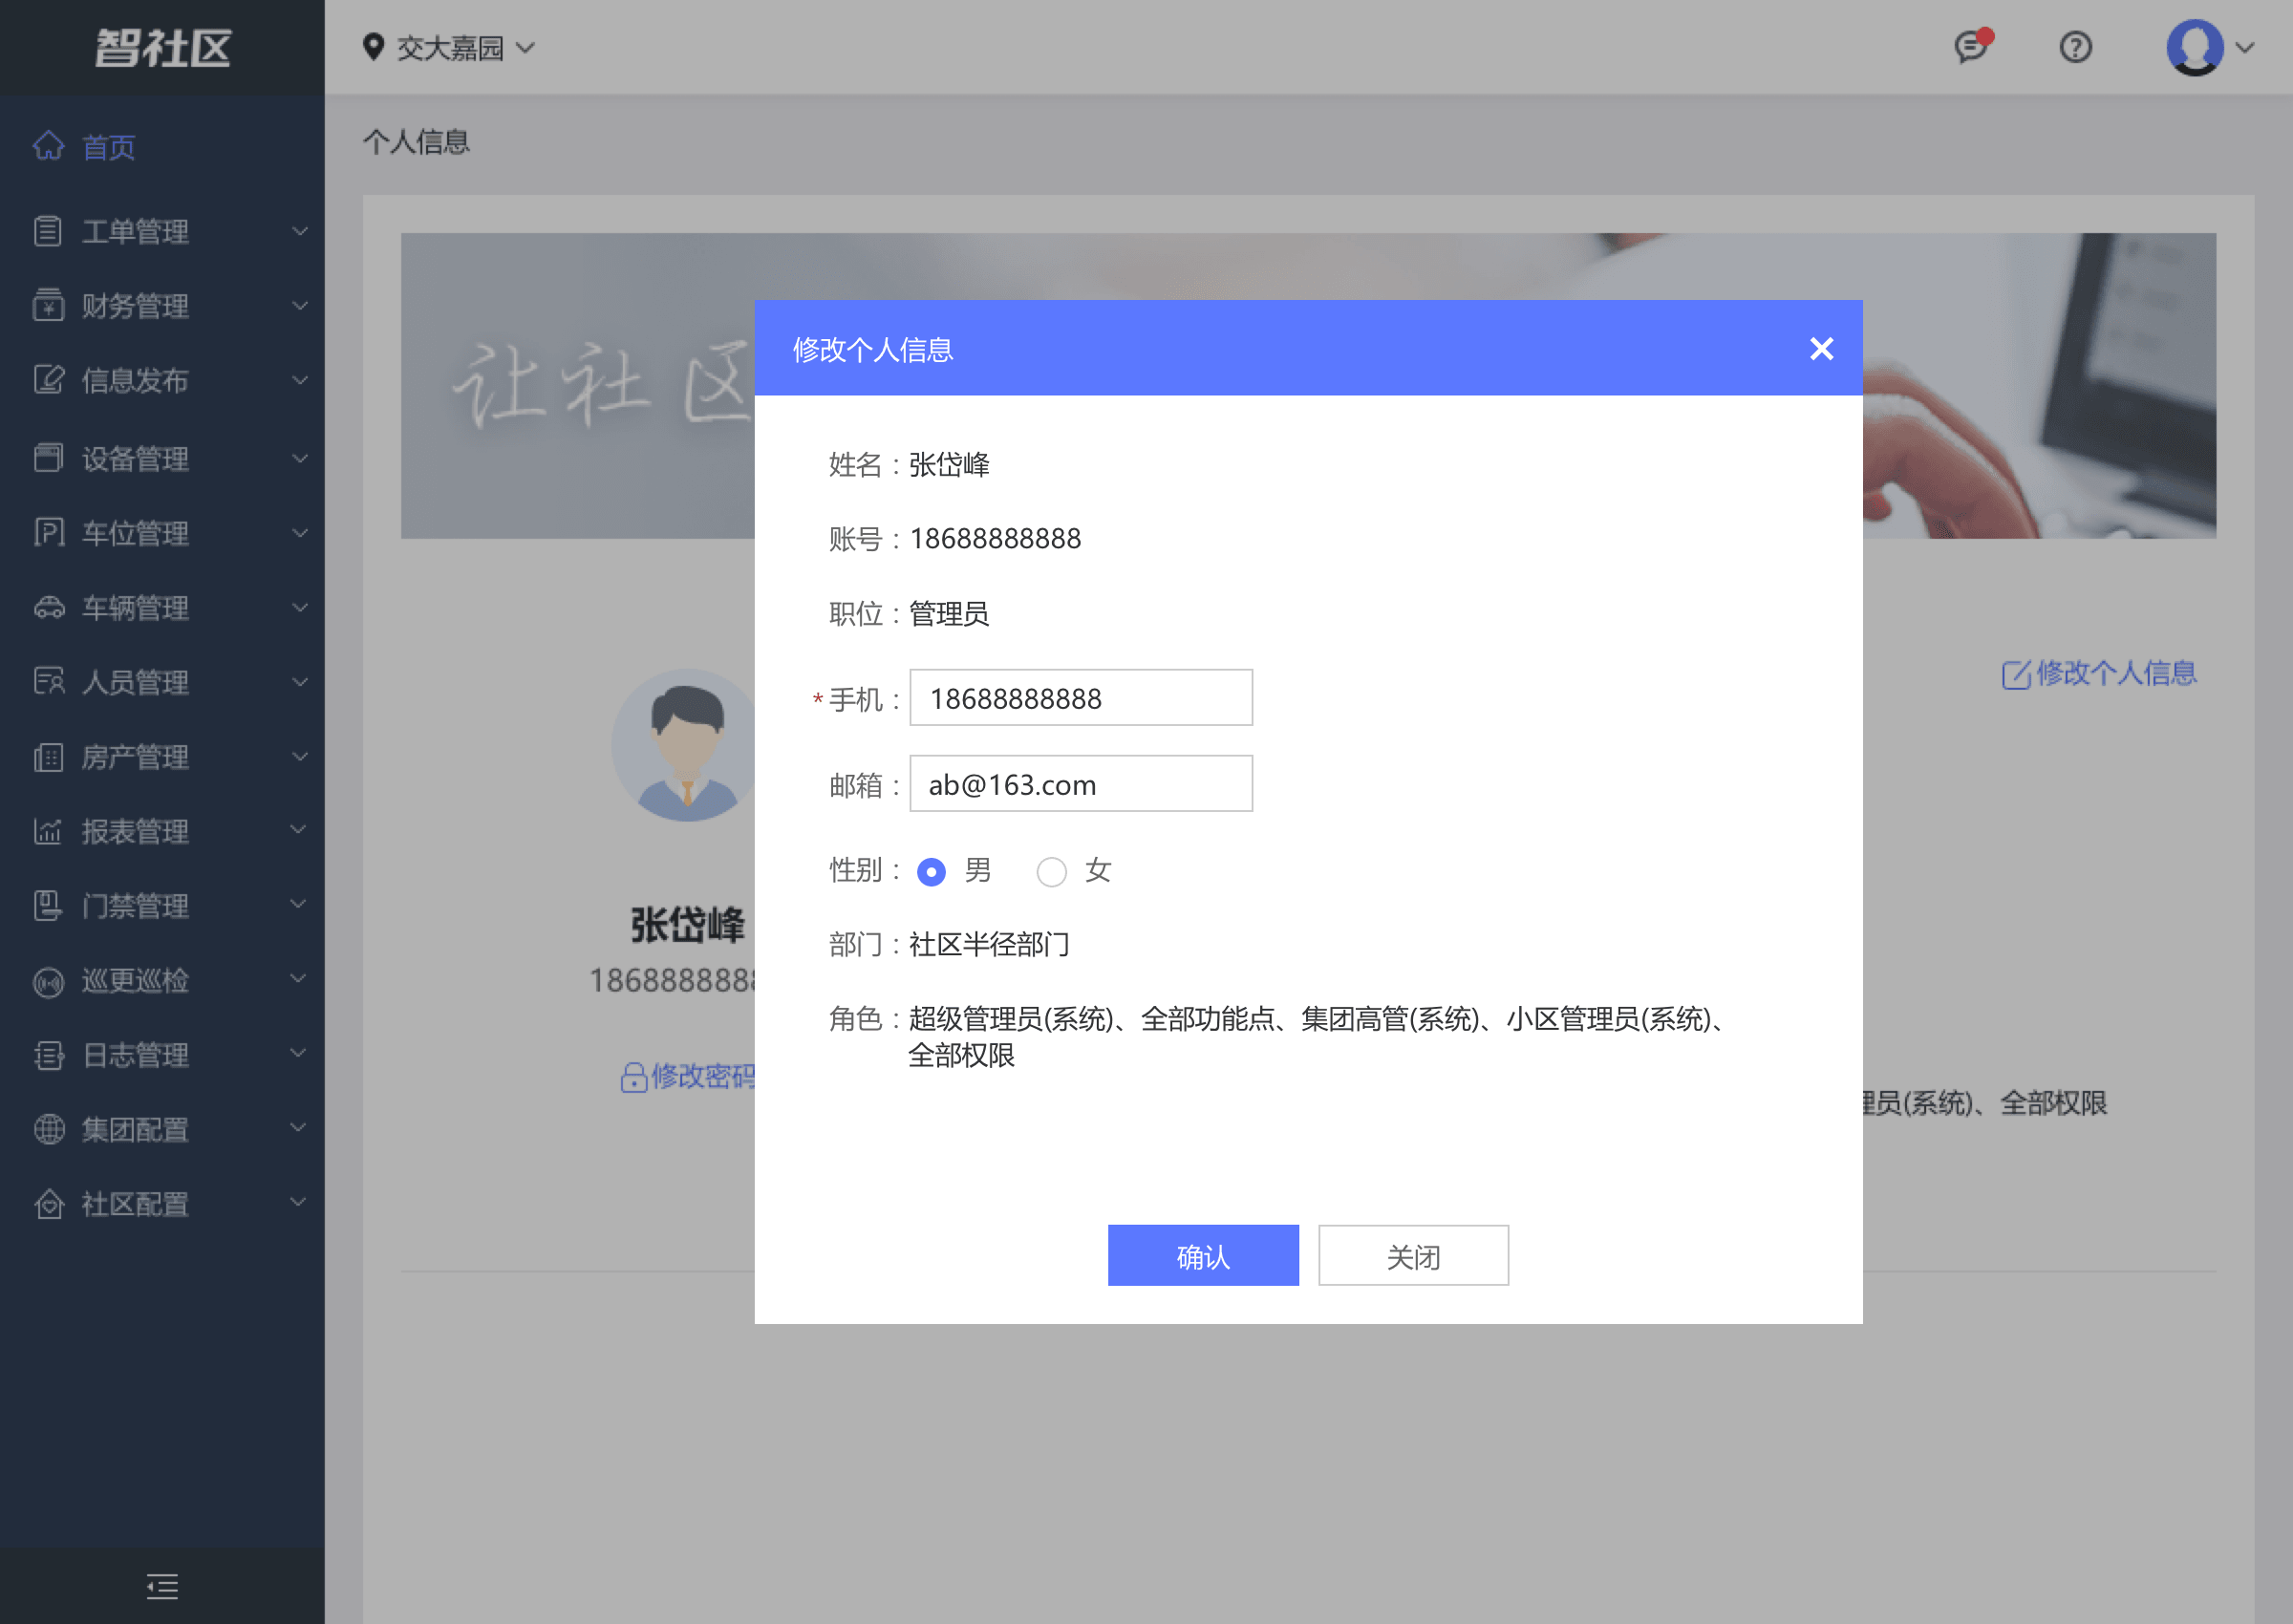 智社区
交大嘉园
首页
工单管理
财务管理
信息发布
设备管理
车位管理
车辆管理
人员管理
房产管理
报表管理
门禁管理
巡更巡检
日志管理
集团配置
社区配置
个人信息
让社区
张岱峰
1868888888
修改密码
修改个人信息
理员(系统)、全部权限
修改个人信息
姓名：张岱峰
账号：18688888888
职位：管理员
*手机：18688888888
邮箱：ab@163.com
性别：男 女
部门：社区半径部门
角色：超级管理员(系统)、全部功能点、集团高管(系统)、小区管理员(系统)、
全部权限
确认 关闭